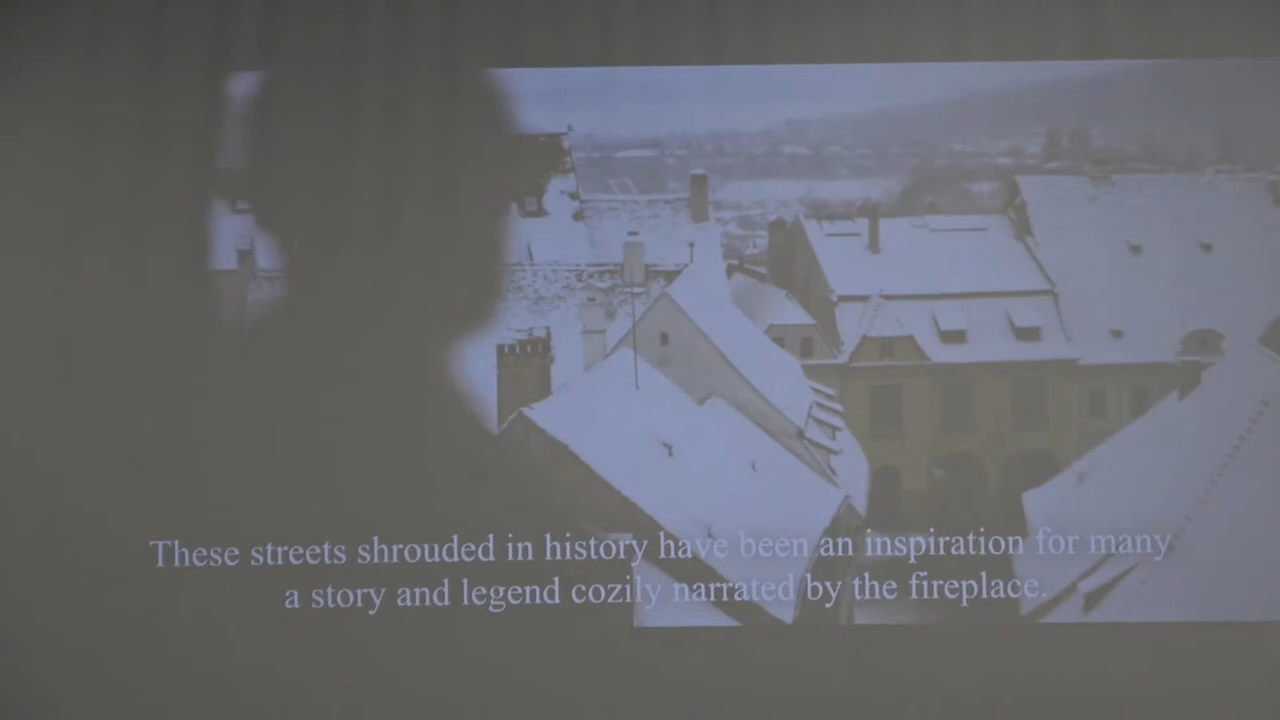 These streets shrouded in history have been an inspiration for many
a story and legend cozily narrated by the fireplace.